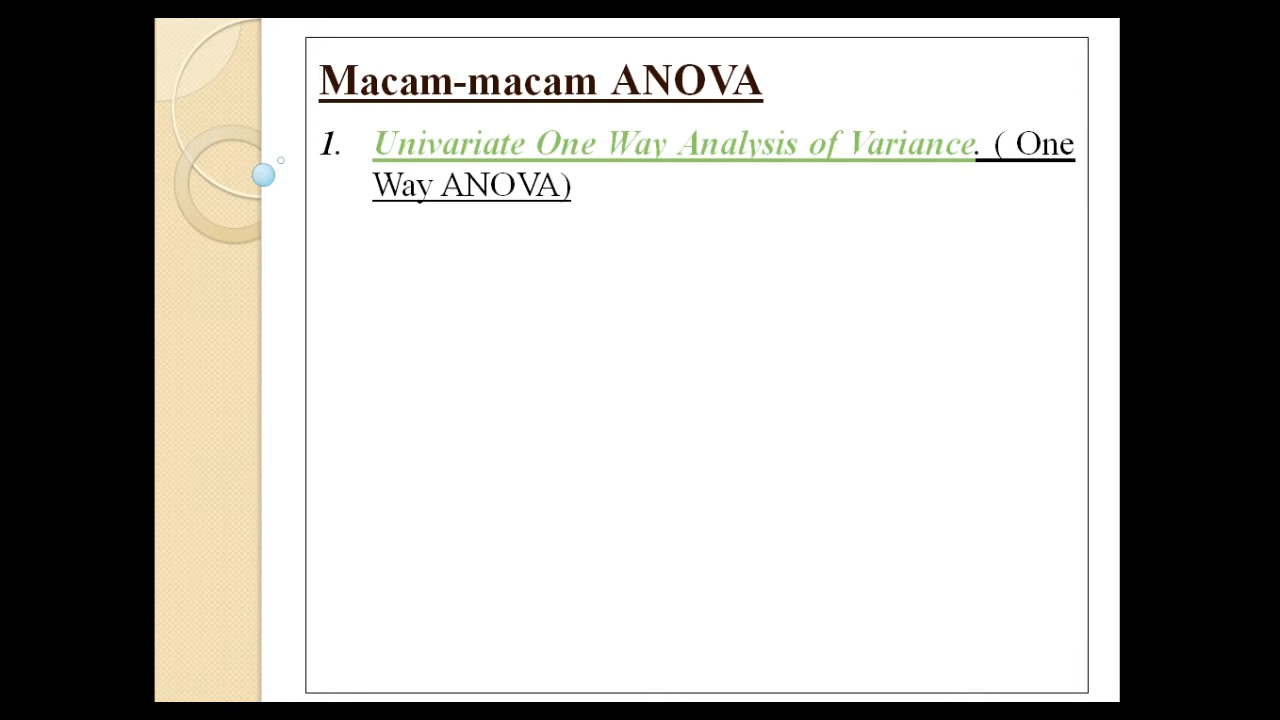 Macam-macam ANOVA
1. Univariate One Way Analysis of Variance. ( One
Way ANOVA)